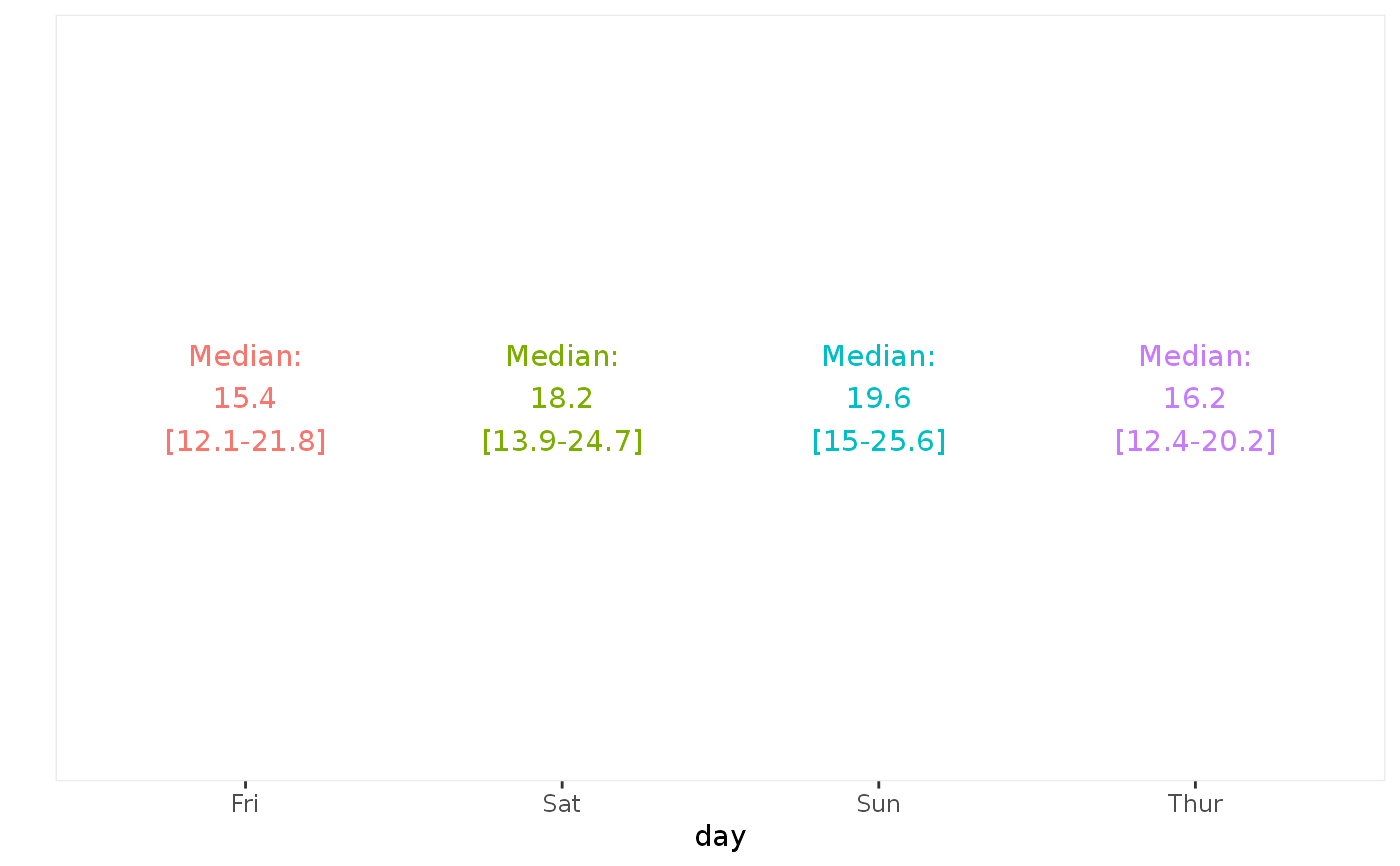 Median: Median: Median: Median:
15.4 18.2 19.6 16.2
[12.1-21.8] [13.9-24.7] [15-25.6] [12.4-20.2]
Fri Sat Sun Thur
day